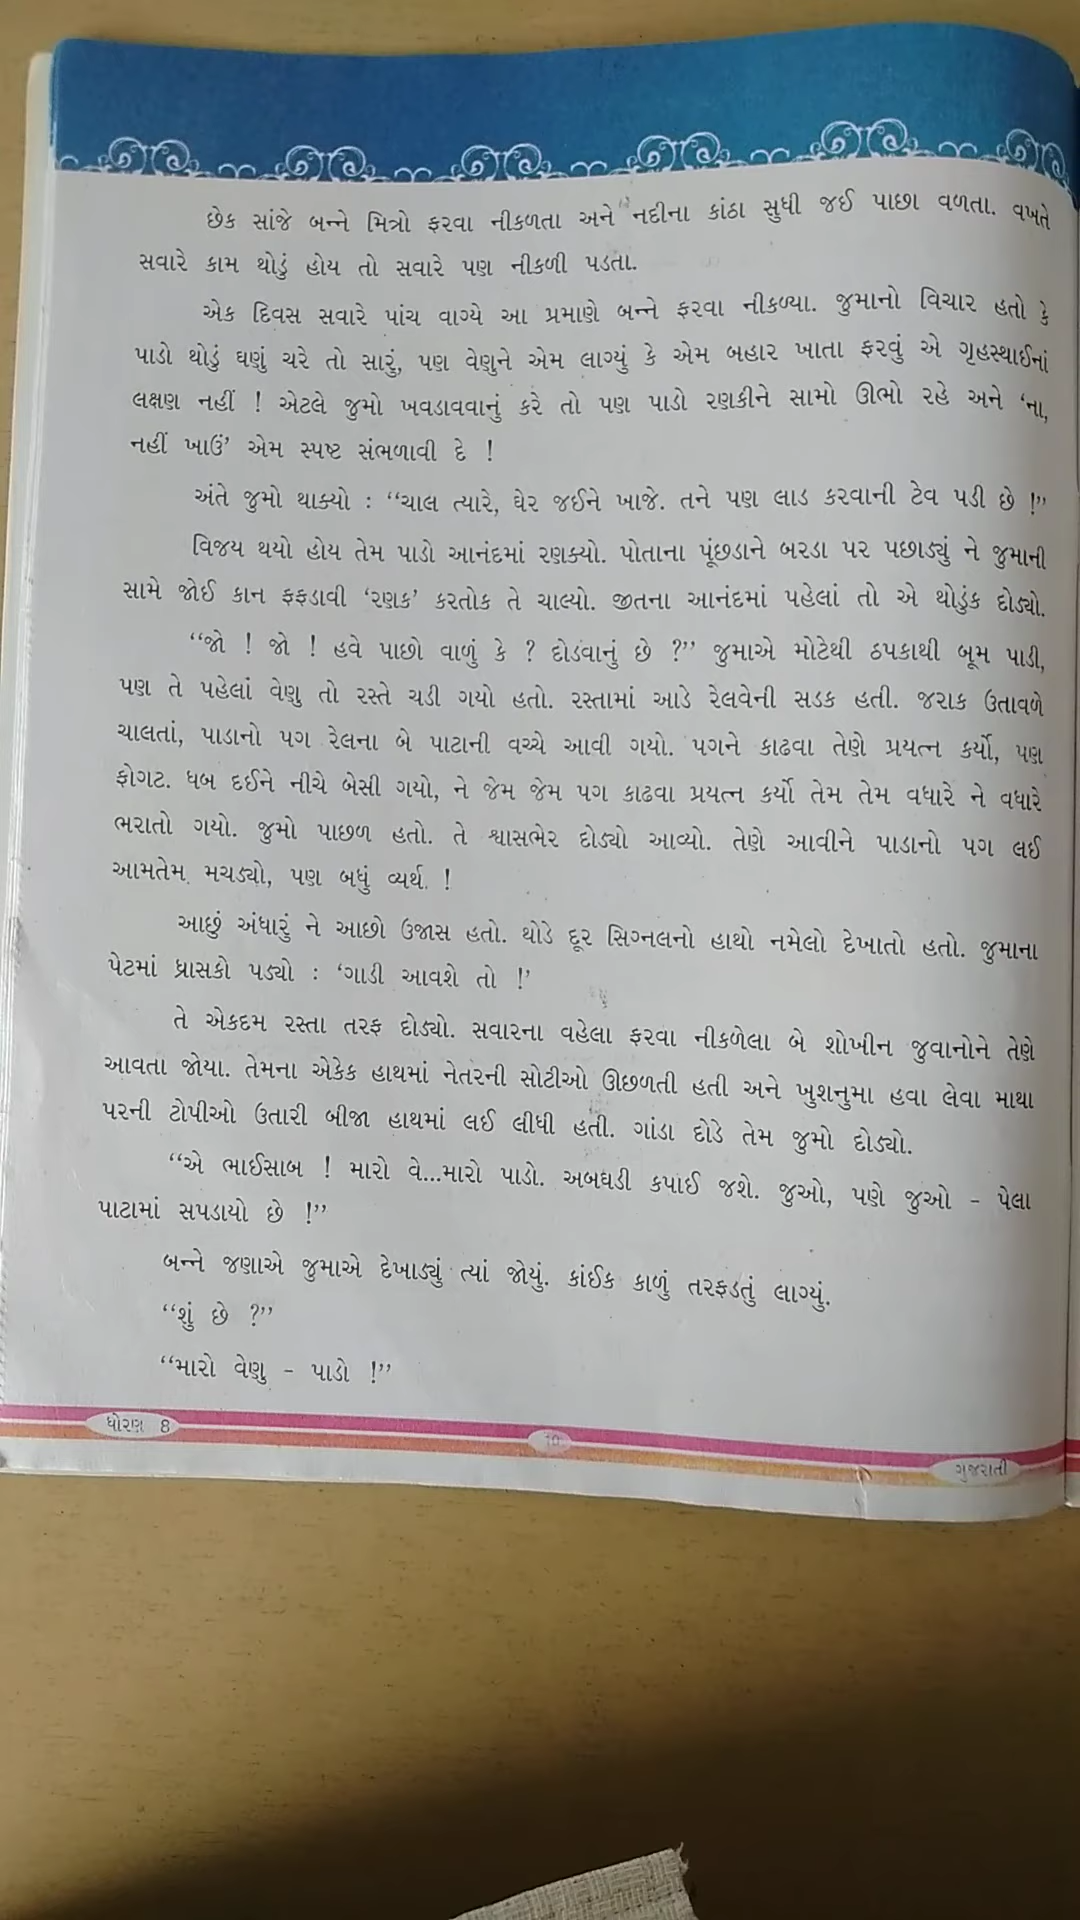 છેક સાંજે બન્ને મિત્રો ફરવા નીકળતા અને નદીના કાંઠા સુધી જઈ પાછા વળતા. વખતે
સવારે કામ થોડું હોય તો સવારે પણ નીકળી પડતા.
એક દિવસ સવારે પાંચ વાગ્યે આ પ્રમાણે બન્ને ફરવા નીકળ્યા. જુમાનો વિચાર હતો કે
પાડો થોડું ઘણું ચરે તો સારું, પણ વેણુને એમ લાગ્યું કે એમ બહાર ખાતા ફરવું એ ગૃહસ્થાઈનાં
લક્ષણ નહીં ! એટલે જુમો ખવડાવવાનું કરે તો પણ પાડો રણકીને સામો ઊભો રહે અને ‘ના,
નહીં ખાઉં’ એમ સ્પષ્ટ સંભળાવી દે !
અંતે જુમો થાક્યો : ‘‘ચાલ ત્યારે, ઘેર જઈને ખાજે. તને પણ લાડ કરવાની ટેવ પડી છે !’’
વિજય થયો હોય તેમ પાડો આનંદમાં રણક્યો. પોતાના પૂંછડાને બરડા પર પછાડ્યું ને જુમાની
સામે જોઈ કાન ફફડાવી ‘રણક’ કરતોક તે ચાલ્યો. જીતના આનંદમાં પહેલાં તો એ થોડુંક દોડ્યો.
‘‘જો ! જો ! હવે પાછો વાળું કે ? દોડવાનું છે ?’’ જુમાએ મોટેથી ઠપકાથી બૂમ પાડી,
પણ તે પહેલાં વેણુ તો રસ્તે ચડી ગયો હતો. રસ્તામાં આડે રેલવેની સડક હતી. જરાક ઉતાવળે
ચાલતાં, પાડાનો પગ રેલના બે પાટાની વચ્ચે આવી ગયો. પગને કાઢવા તેણે પ્રયત્ન કર્યો, પણ
ફોગટ. ધબ દઈને નીચે બેસી ગયો, ને જેમ જેમ પગ કાઢવા પ્રયત્ન કર્યો તેમ તેમ વધારે ને વધારે
ભરાતો ગયો. જુમો પાછળ હતો. તે શ્વાસભેર દોડ્યો આવ્યો. તેણે આવીને પાડાનો પગ લઈ
આમતેમ મચડ્યો, પણ બધું વ્યર્થ !
આછું અંધારું ને આછો ઉજાસ હતો. થોડે દૂર સિગ્નલનો હાથો નમેલો દેખાતો હતો. જુમાના
પેટમાં ધ્રાસકો પડ્યો : ‘ગાડી આવશે તો !’
તે એકદમ રસ્તા તરફ દોડ્યો. સવારના વહેલા ફરવા નીકળેલા બે શોખીન જુવાનોને તેણે
આવતા જોયા. તેમના એકેક હાથમાં નેતરની સોટીઓ ઊછળતી હતી અને ખુશનુમા હવા લેવા માથા
પરની ટોપીઓ ઉતારી બીજા હાથમાં લઈ લીધી હતી. ગાંડા દોડે તેમ જુમો દોડ્યો.
‘‘એ ભાઈસાબ ! મારો વે...મારો પાડો. અબઘડી કપાઈ જશે. જુઓ, પણે જુઓ - પેલા
પાટામાં સપડાયો છે !’’
બન્ને જણાએ જુમાએ દેખાડ્યું ત્યાં જોયું. કાંઈક કાળું તરફડતું લાગ્યું.
‘‘શું છે ?’’
‘‘મારો વેણુ - પાડો !’’
ધોરણ 8
10
ગુજરાતી